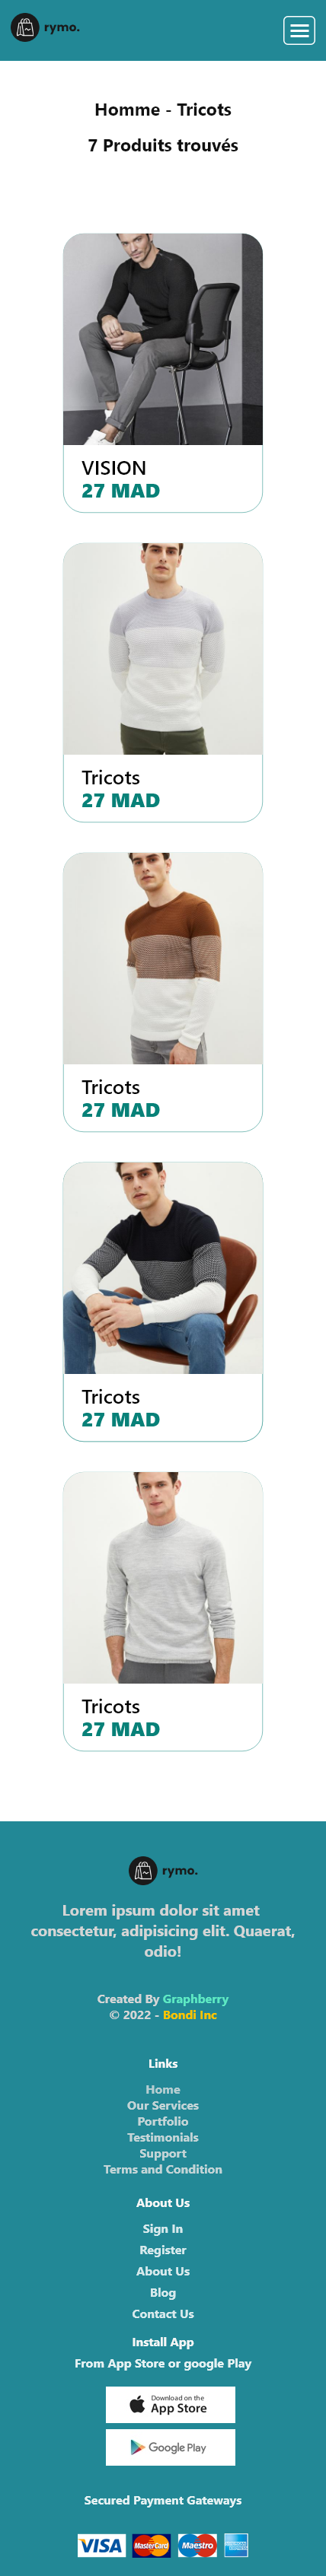 rymo.
Homme - Tricots
7 Produits trouvés
VISION
27 MAD
Tricots
27 MAD
Tricots
27 MAD
Tricots
27 MAD
Tricots
27 MAD
rymo.
Lorem ipsum dolor sit amet
consectetur, adipisicing elit. Quaerat,
odio!
Created By Graphberry
© 2022 - Bondi Inc
Links
Home
Our Services
Portfolio
Testimonials
Support
Terms and Condition
About Us
Sign In
Register
About Us
Blog
Contact Us
Install App
From App Store or google Play
Download on the
App Store
Google Play
Secured Payment Gateways
VISA MasterCard Maestro